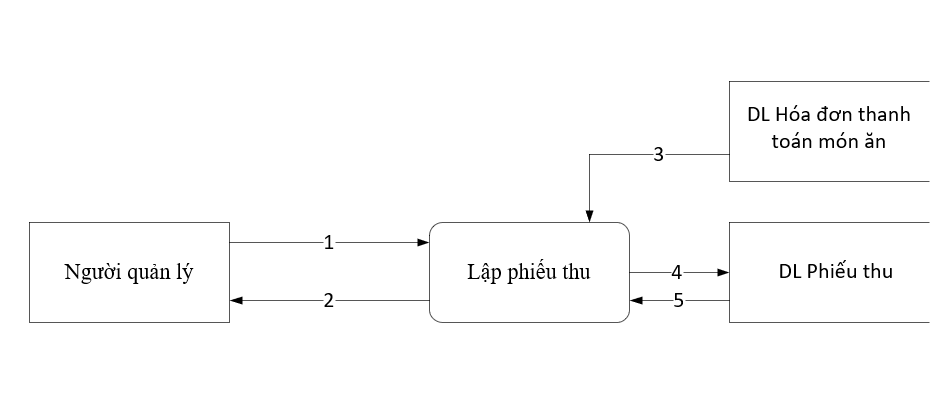 DL Hóa đơn thanh
toán món ăn
3
1
Người quản lý
Lập phiếu thu
4
DL Phiếu thu
2
5